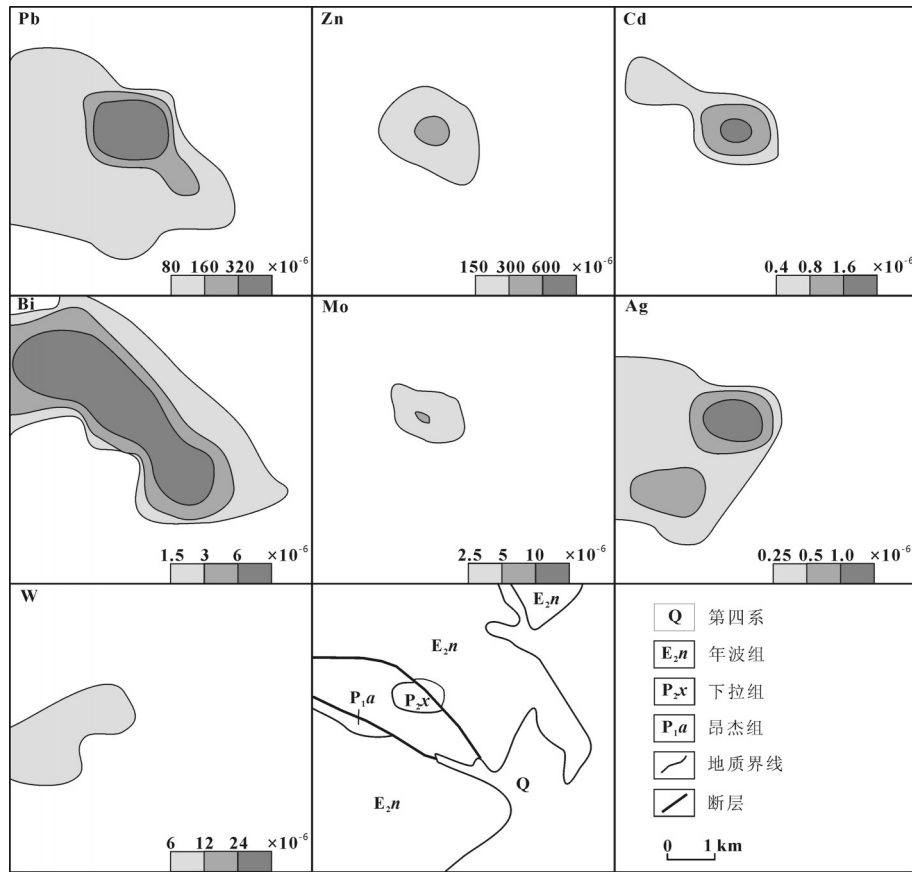 Pb
80 160 320 ×10⁻⁶
Zn
150 300 600 ×10⁻⁶
Cd
0.4 0.8 1.6 ×10⁻⁶
Bi
1.5 3 6 ×10⁻⁶
Mo
2.5 5 10 ×10⁻⁶
Ag
0.25 0.5 1.0 ×10⁻⁶
W
6 12 24 ×10⁻⁶
E₂n
E₂n
P₁a
P₂x
Q
E₂n
Q 第四系
E₂n 年波组
P₂x 下拉组
P₁a 昂杰组
地质界线
断层
0 1 km